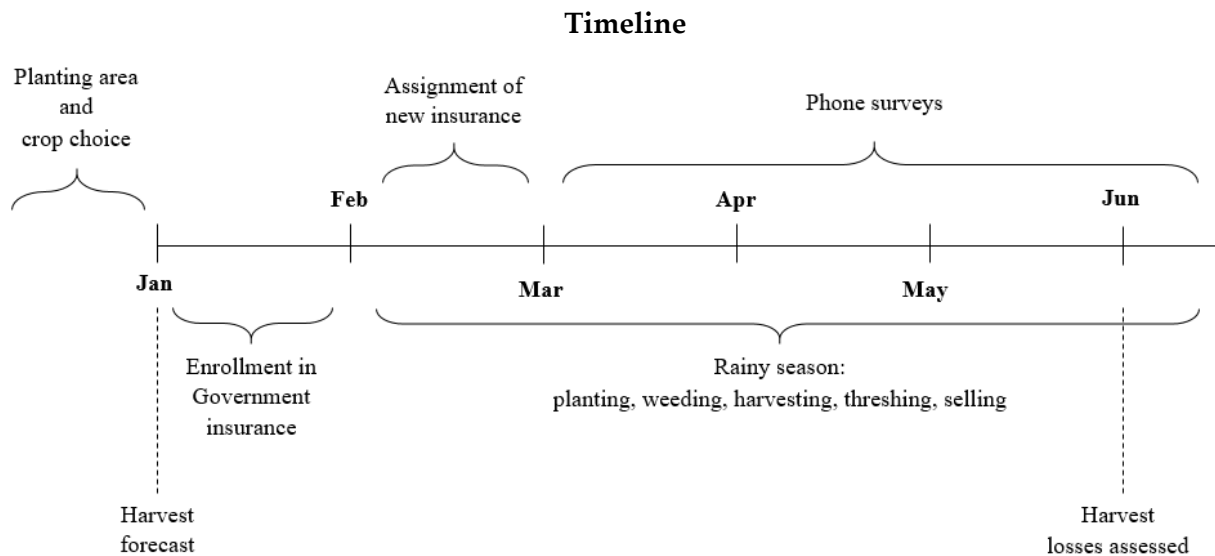 Timeline
Planting area
and
crop choice
Assignment of
new insurance
Phone surveys
Feb
Apr
Jun
Jan
Mar
May
Enrollment in
Government
insurance
Rainy season:
planting, weeding, harvesting, threshing, selling
Harvest
forecast
Harvest
losses assessed